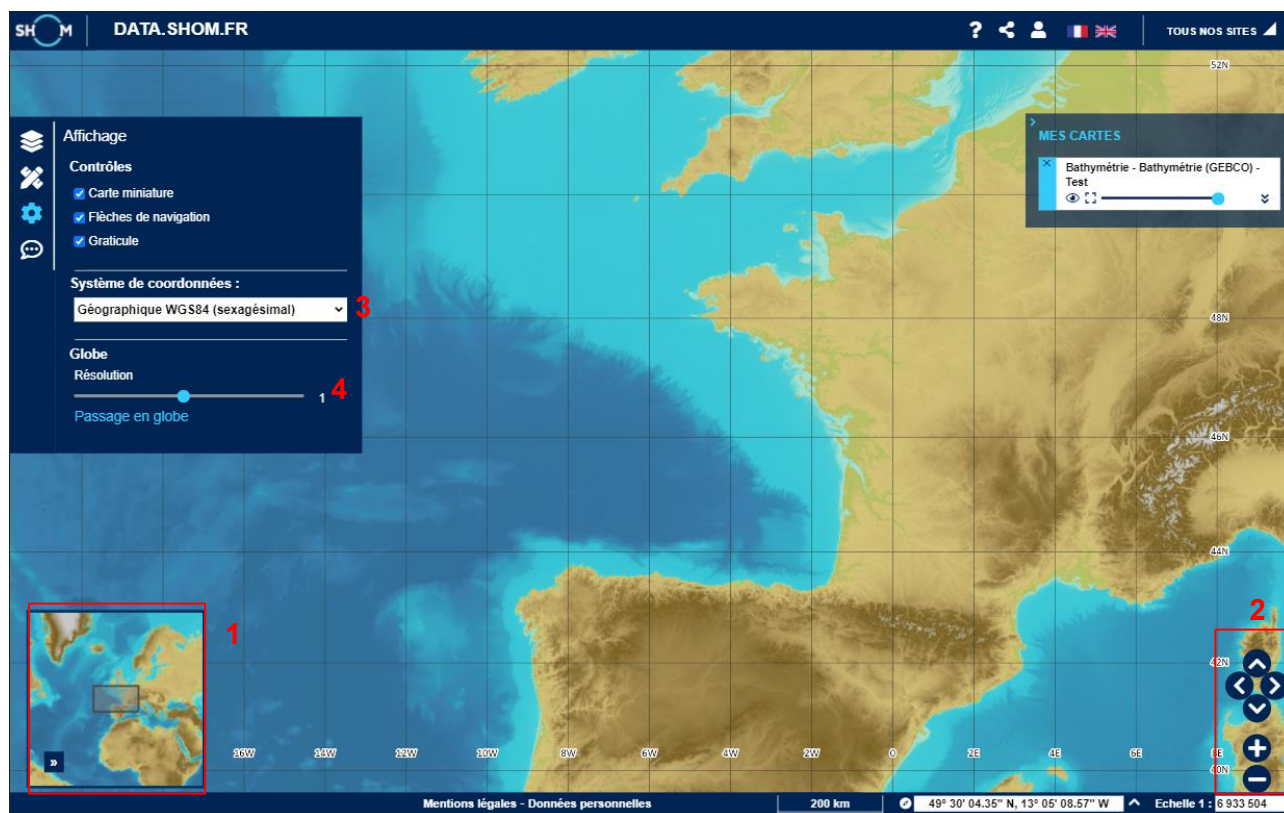 SHOM
DATA.SHOM.FR
?
TOUS NOS SITES
52N
Affichage
Contrôles
Carte miniature
Flèches de navigation
Graticule
Système de coordonnées :
Géographique WGS84 (sexagésimal)
3
Globe
Résolution
1
4
Passage en globe
MES CARTES
Bathymétrie - Bathymétrie (GEBCO) -
Test
48N
46N
44N
1
2
42N
»
16W 14W 12W 10W 8W 6W 4W 2W 0 2E 4E 6E 8E
40N
Mentions légales - Données personnelles
200 km
49° 30' 04.35" N, 13° 05' 08.57" W
Echelle 1 : 6 933 504